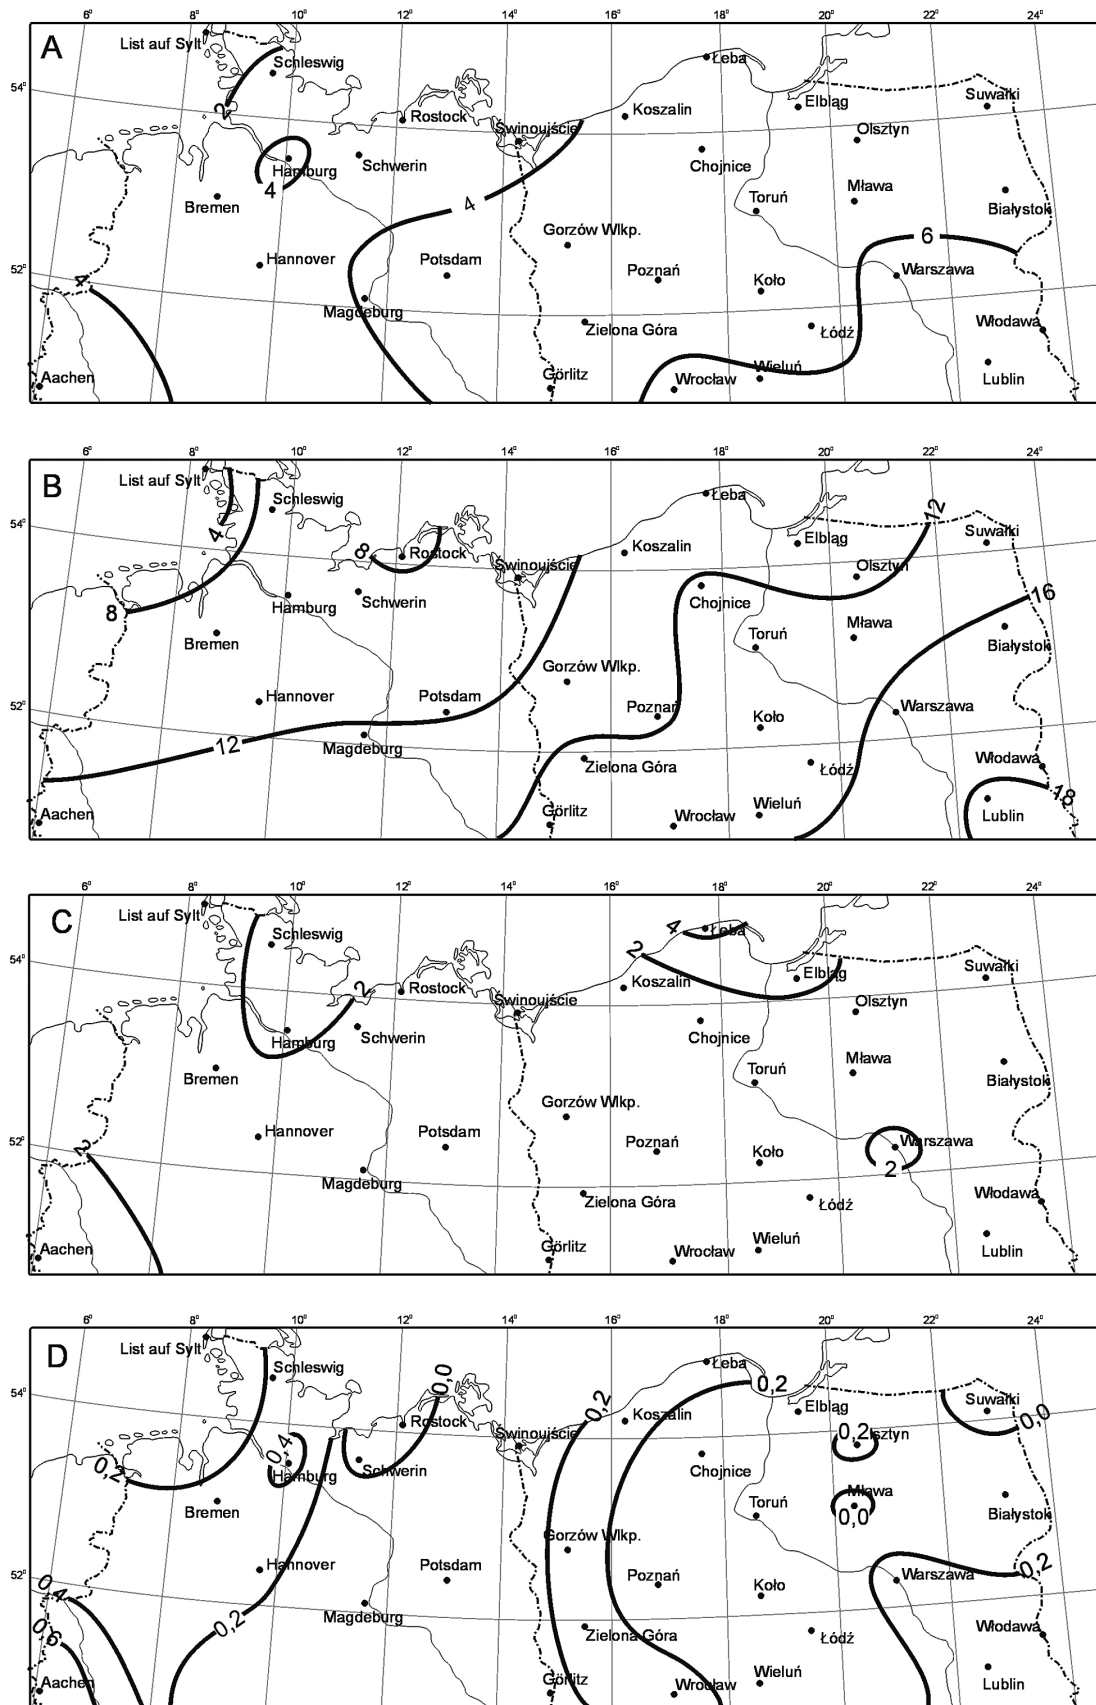 6° 8° 10° 12° 14° 16° 18° 20° 22° 24°
A
List auf Sylt
Schleswig
Łeba
54°
2
Rostock
Koszalin
Elbląg
Suwałki
Świnoujście
Olsztyn
Hamburg
Schwerin
Chojnice
4
4
Mława
Bremen
Toruń
Białystok
Gorzów Wlkp.
6
52°
Hannover
Potsdam
Poznań
Koło
Warszawa
4
Magdeburg
Zielona Góra
Łódź
Włodawa
Aachen
Görlitz
Wrocław
Wieluń
Lublin
6° 8° 10° 12° 14° 16° 18° 20° 22° 24°
B
List auf Sylt
Schleswig
Łeba
12
54°
4
8
Rostock
Koszalin
Elbląg
Suwałki
Świnoujście
Olsztyn
8
Hamburg
Schwerin
Chojnice
16
Bremen
Toruń
Mława
Białystok
Gorzów Wlkp.
52°
Hannover
Potsdam
Poznań
Koło
Warszawa
12
Magdeburg
Zielona Góra
Łódź
Włodawa
18
Aachen
Görlitz
Wrocław
Wieluń
Lublin
6° 8° 10° 12° 14° 16° 18° 20° 22° 24°
C
List auf Sylt
Schleswig
4
Łeba
2
54°
2
Rostock
Koszalin
Elbląg
Suwałki
Świnoujście
Olsztyn
Hamburg
Schwerin
Chojnice
Bremen
Toruń
Mława
Białystok
Gorzów Wlkp.
52°
2
Hannover
Potsdam
Poznań
Koło
Warszawa
2
Magdeburg
Zielona Góra
Łódź
Włodawa
Aachen
Görlitz
Wrocław
Wieluń
Lublin
6° 8° 10° 12° 14° 16° 18° 20° 22° 24°
D
List auf Sylt
Schleswig
0,0
Łeba
0,2
54°
Rostock
0,2
Koszalin
Elbląg
Suwałki
0,0
Świnoujście
0,2
lsztyn
0,2
0,4
Hamburg
Schwerin
Chojnice
Bremen
Toruń
Mława
0,0
Białystok
Gorzów Wlkp.
52°
Hannover
Potsdam
Poznań
Koło
Warszawa
0,2
0,4
0,6
0,2
Magdeburg
Zielona Góra
Łódź
Włodawa
Aachen
Görlitz
Wrocław
Wieluń
Lublin